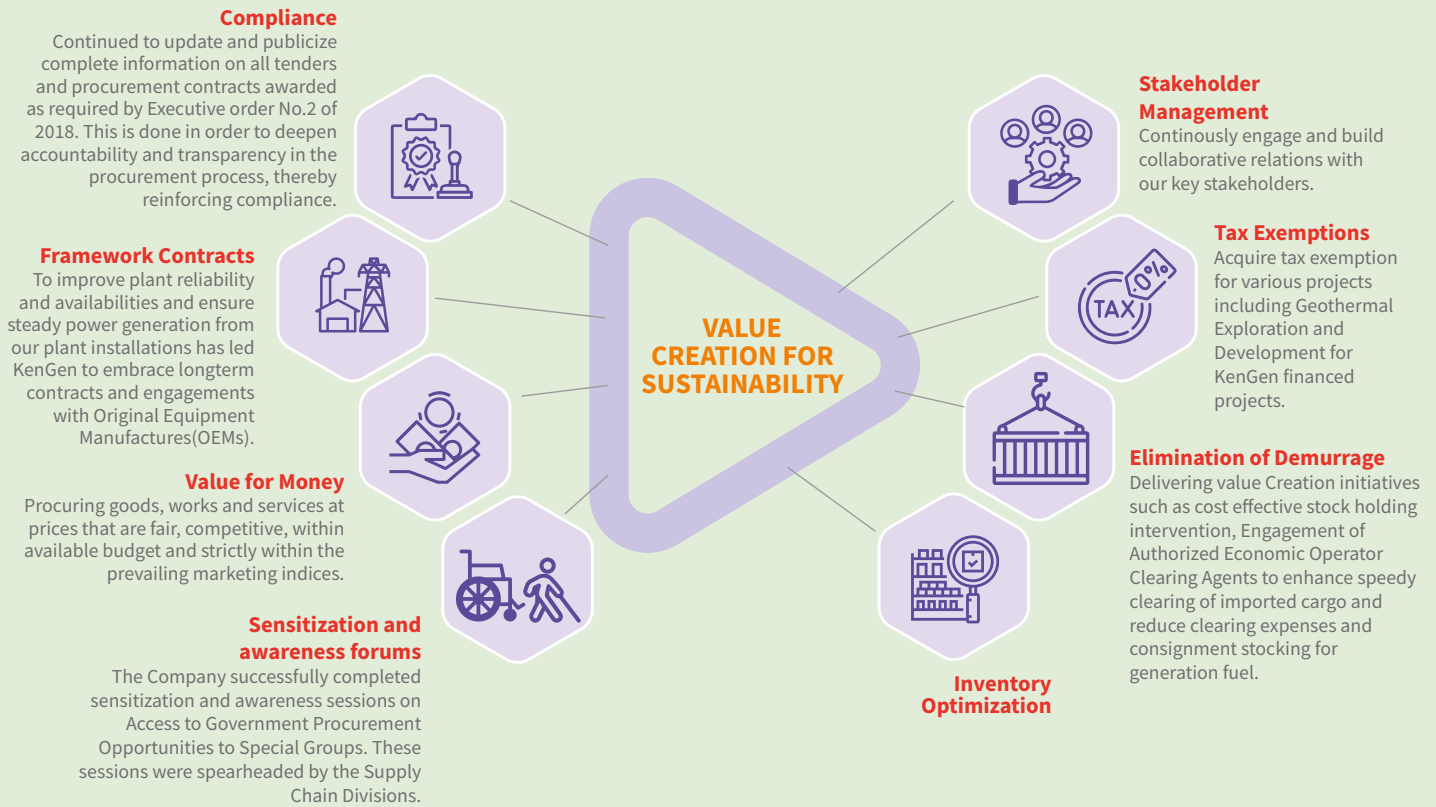 Compliance
Continued to update and publicize
complete information on all tenders
and procurement contracts awarded
as required by Executive order No.2 of
2018. This is done in order to deepen
accountability and transparency in the
procurement process, thereby
reinforcing compliance.
Framework Contracts
To improve plant reliability
and availabilities and ensure
steady power generation from
our plant installations has led
KenGen to embrace longterm
contracts and engagements
with Original Equipment
Manufactures(OEMs).
Value for Money
Procuring goods, works and services at
prices that are fair, competitive, within
available budget and strictly within the
prevailing marketing indices.
Sensitization and
awareness forums
The Company successfully completed
sensitization and awareness sessions on
Access to Government Procurement
Opportunities to Special Groups. These
sessions were spearheaded by the Supply
Chain Divisions.
VALUE
CREATION FOR
SUSTAINABILITY
Stakeholder
Management
Continously engage and build
collaborative relations with
our key stakeholders.
0%
TAX
Tax Exemptions
Acquire tax exemption
for various projects
including Geothermal
Exploration and
Development for
KenGen financed
projects.
Elimination of Demurrage
Delivering value Creation initiatives
such as cost effective stock holding
intervention, Engagement of
Authorized Economic Operator
Clearing Agents to enhance speedy
clearing of imported cargo and
reduce clearing expenses and
consignment stocking for
generation fuel.
Inventory
Optimization